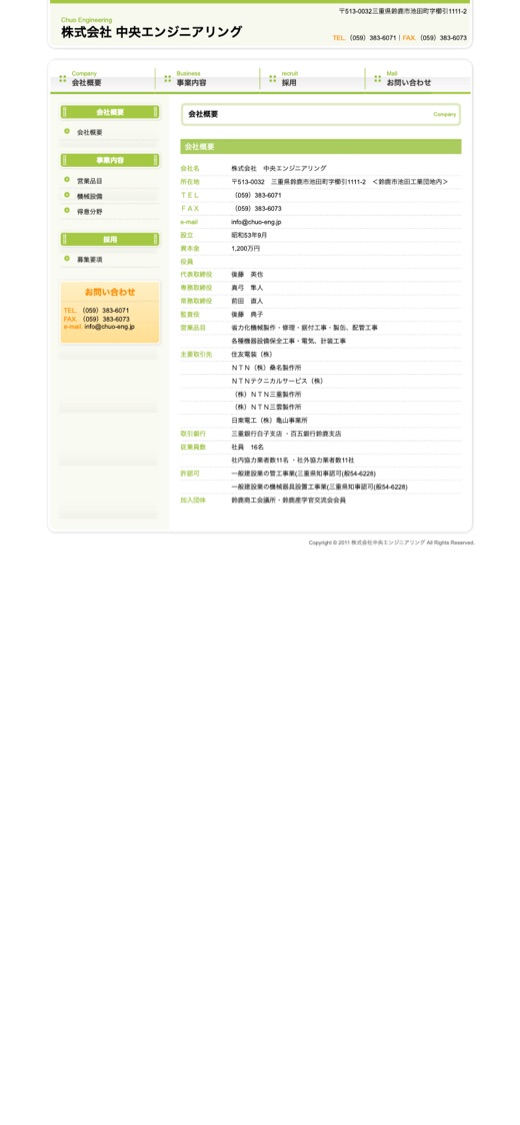 〒513-0032三重県鈴鹿市池田町字櫛引1111-2
Chuo Engineering
株式会社 中央エンジニアリング
TEL.（059）383-6071 | FAX.（059）383-6073
Company
会社概要
Business
事業内容
recruit
採用
Mail
お問い合わせ
会社概要
会社概要
事業内容
営業品目
機械設備
得意分野
採用
募集要項
お問い合わせ
TEL.（059）383-6071
FAX.（059）383-6073
e-mail. info@chuo-eng.jp
会社概要 Company
会社概要
会社名 株式会社　中央エンジニアリング
所在地 〒513-0032　三重県鈴鹿市池田町字櫛引1111-2　＜鈴鹿市池田工業団地内＞
ＴＥＬ （059）383-6071
ＦＡＸ （059）383-6073
e-mail info@chuo-eng.jp
設立 昭和53年9月
資本金 1,200万円
役員
代表取締役 後藤　英也
専務取締役 真弓　隼人
常務取締役 前田　直人
監査役 後藤　典子
営業品目 省力化機械製作・修理・据付工事・製缶、配管工事
各種機器設備保全工事・電気、計装工事
主要取引先 住友電装（株）
ＮＴＮ（株）桑名製作所
ＮＴＮテクニカルサービス（株）
（株）ＮＴＮ三重製作所
（株）ＮＴＮ三雲製作所
日東電工（株）亀山事業所
取引銀行 三重銀行白子支店 ・百五銀行鈴鹿支店
従業員数 社員　16名
社内協力業者数11名 ・社外協力業者数11社
許認可 一般建設業の管工事業(三重県知事認可(般54-6228)
一般建設業の機械器具設置工事業(三重県知事認可(般54-6228)
加入団体 鈴鹿商工会議所・鈴鹿産学官交流会会員
Copyright © 2011 株式会社中央エンジニアリング All Rights Reserved.